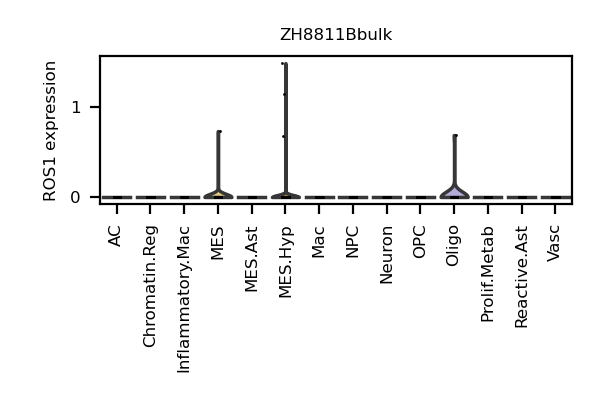 ZH8811Bbulk
ROS1 expression
1
0
AC
Chromatin.Reg
Inflammatory.Mac
MES
MES.Ast
MES.Hyp
Mac
NPC
Neuron
OPC
Oligo
Prolif.Metab
Reactive.Ast
Vasc